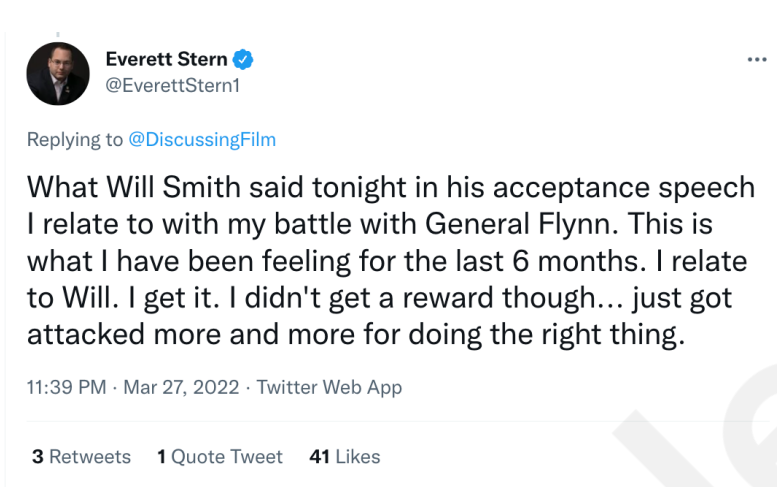 Everett Stern
@EverettStern1
Replying to @DiscussingFilm
What Will Smith said tonight in his acceptance speech
I relate to with my battle with General Flynn. This is
what I have been feeling for the last 6 months. I relate
to Will. I get it. I didn't get a reward though... just got
attacked more and more for doing the right thing.
11:39 PM · Mar 27, 2022 · Twitter Web App
3 Retweets 1 Quote Tweet 41 Likes